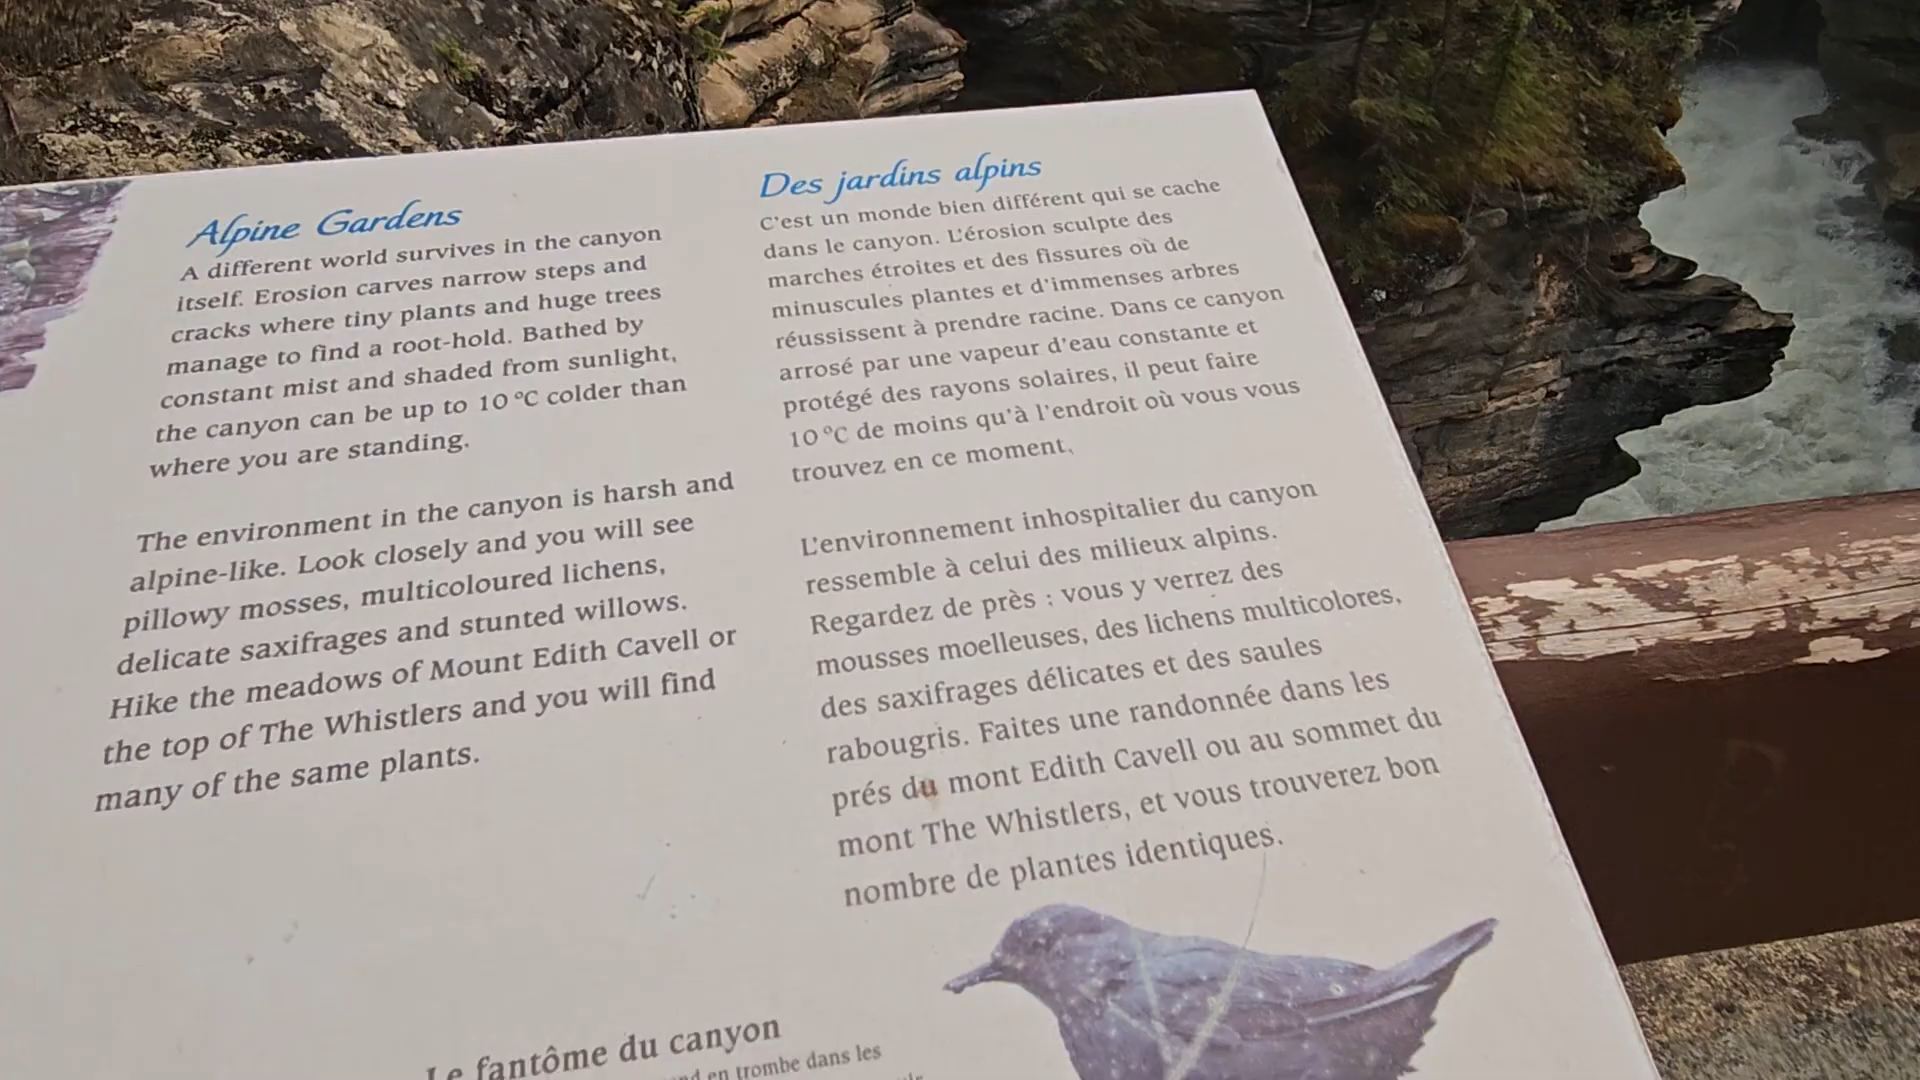 Alpine Gardens
A different world survives in the canyon
itself. Erosion carves narrow steps and
cracks where tiny plants and huge trees
manage to find a root-hold. Bathed by
constant mist and shaded from sunlight,
the canyon can be up to 10 °C colder than
where you are standing.
The environment in the canyon is harsh and
alpine-like. Look closely and you will see
pillowy mosses, multicoloured lichens,
delicate saxifrages and stunted willows.
Hike the meadows of Mount Edith Cavell or
the top of The Whistlers and you will find
many of the same plants.
Des jardins alpins
C'est un monde bien différent qui se cache
dans le canyon. L'érosion sculpte des
marches étroites et des fissures où de
minuscules plantes et d'immenses arbres
réussissent à prendre racine. Dans ce canyon
arrosé par une vapeur d'eau constante et
protégé des rayons solaires, il peut faire
10 °C de moins qu'à l'endroit où vous vous
trouvez en ce moment.
L'environnement inhospitalier du canyon
ressemble à celui des milieux alpins.
Regardez de près : vous y verrez des
mousses moelleuses, des lichens multicolores,
des saxifrages délicates et des saules
rabougris. Faites une randonnée dans les
prés du mont Edith Cavell ou au sommet du
mont The Whistlers, et vous trouverez bon
nombre de plantes identiques.
Le fantôme du canyon
en trombe dans les